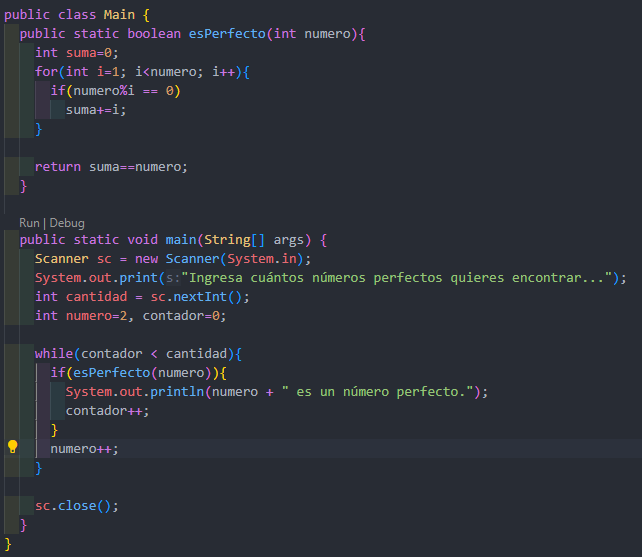 public class Main {
  public static boolean esPerfecto(int numero){
    int suma=0;
    for(int i=1; i<numero; i++){
      if(numero%i == 0)
        suma+=i;
    }

    return suma==numero;
  }

  Run | Debug
  public static void main(String[] args) {
    Scanner sc = new Scanner(System.in);
    System.out.print(s:"Ingresa cuántos números perfectos quieres encontrar...");
    int cantidad = sc.nextInt();
    int numero=2, contador=0;

    while(contador < cantidad){
      if(esPerfecto(numero)){
        System.out.println(numero + " es un número perfecto.");
        contador++;
      }
      numero++;
    }

    sc.close();
  }
}